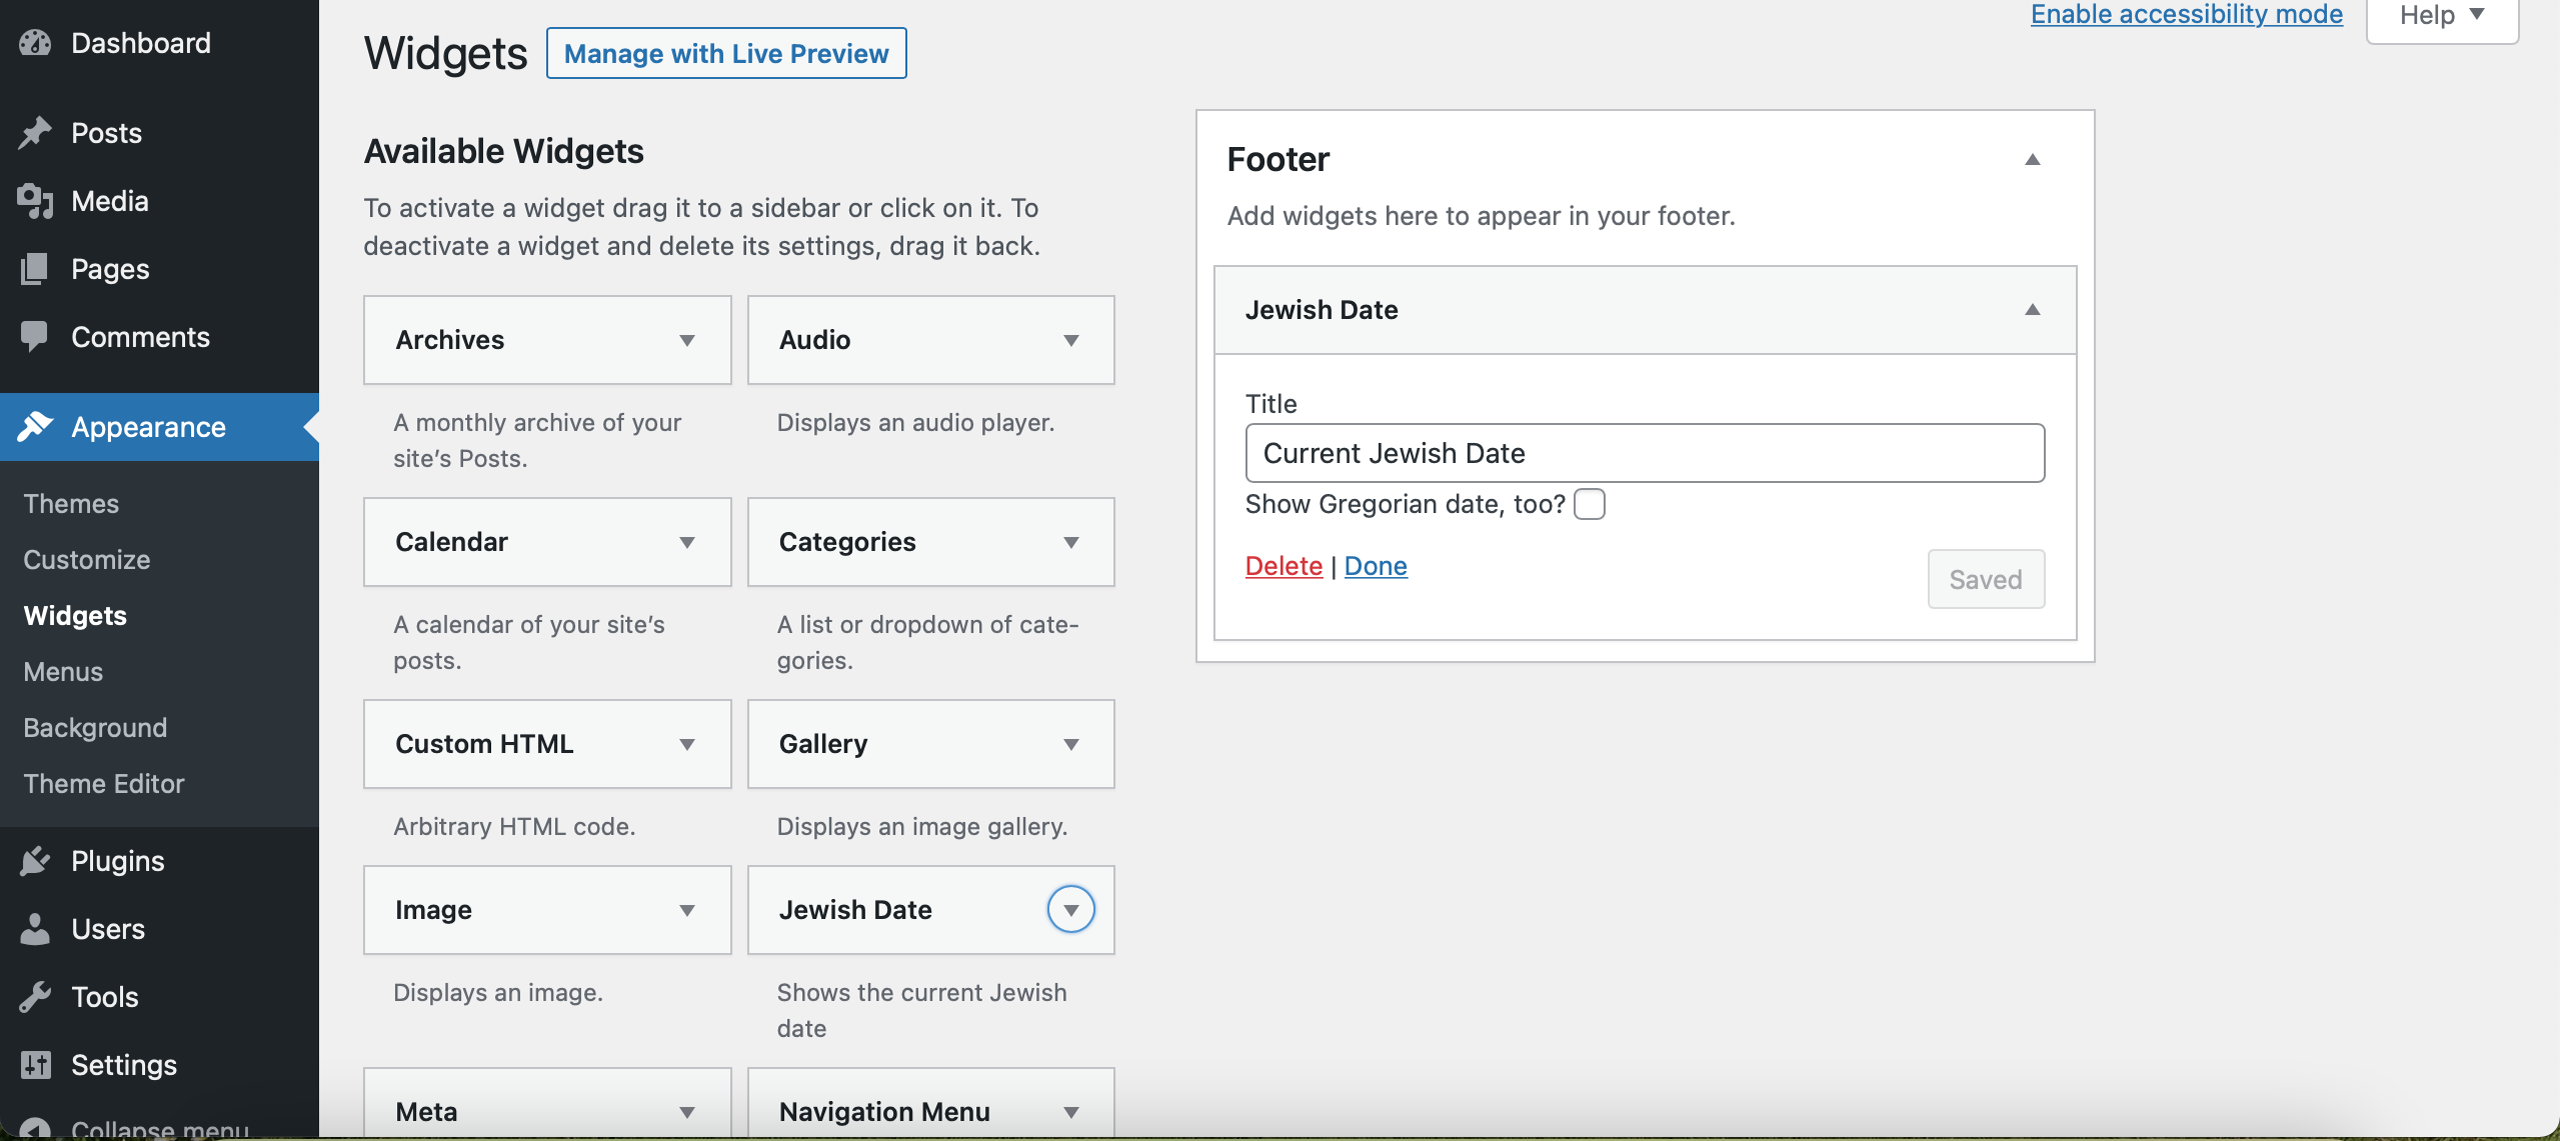 Dashboard
Posts
Media
Pages
Comments
Appearance
Themes
Customize
Widgets
Menus
Background
Theme Editor
Plugins
Users
Tools
Settings
Collapse menu
Enable accessibility mode
Help
Widgets
Manage with Live Preview
Available Widgets
To activate a widget drag it to a sidebar or click on it. To
deactivate a widget and delete its settings, drag it back.
Archives
A monthly archive of your
site’s Posts.
Audio
Displays an audio player.
Calendar
A calendar of your site’s
posts.
Categories
A list or dropdown of cate-
gories.
Custom HTML
Arbitrary HTML code.
Gallery
Displays an image gallery.
Image
Displays an image.
Jewish Date
Shows the current Jewish
date
Meta
Navigation Menu
Footer
Add widgets here to appear in your footer.
Jewish Date
Title
Current Jewish Date
Show Gregorian date, too?
Delete | Done
Saved